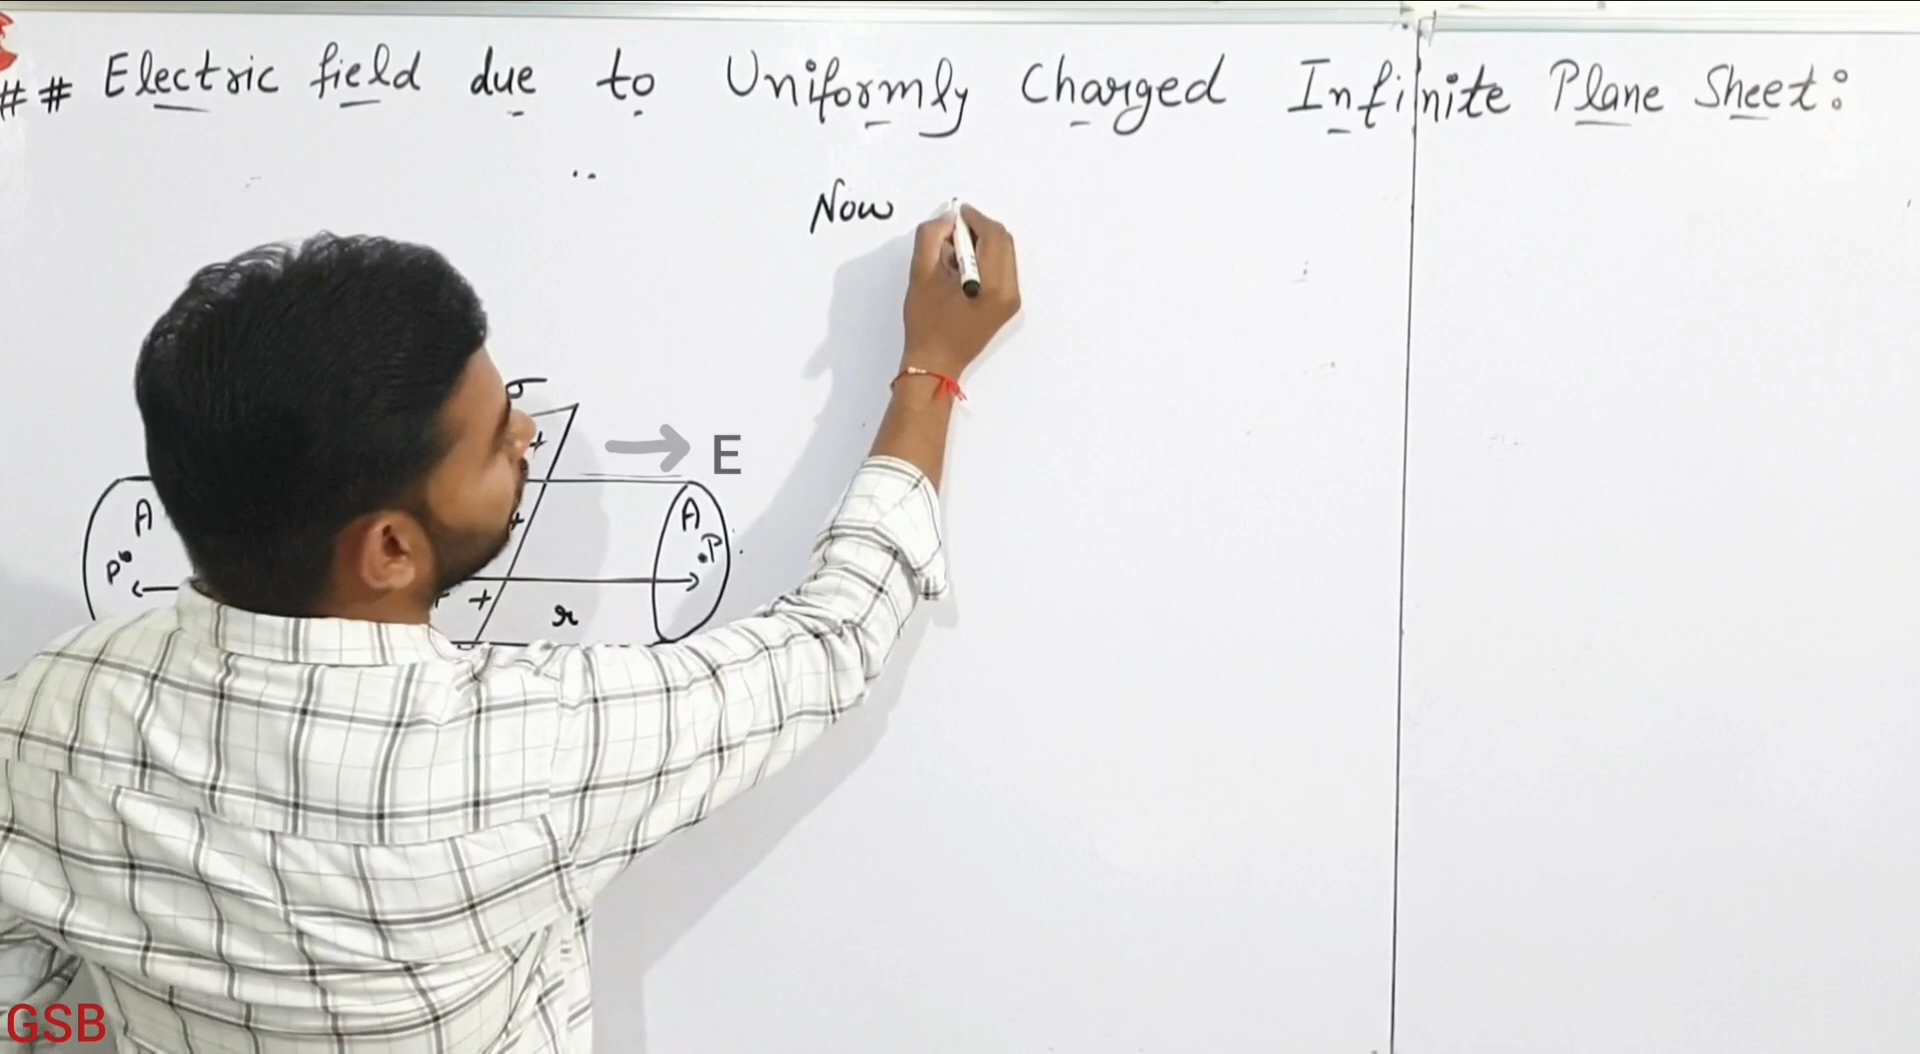 ## Electric field due to Uniformly Charged Infinite Plane Sheet:
Now
σ
+
E
A
A
+
P
P
+
r
GSB